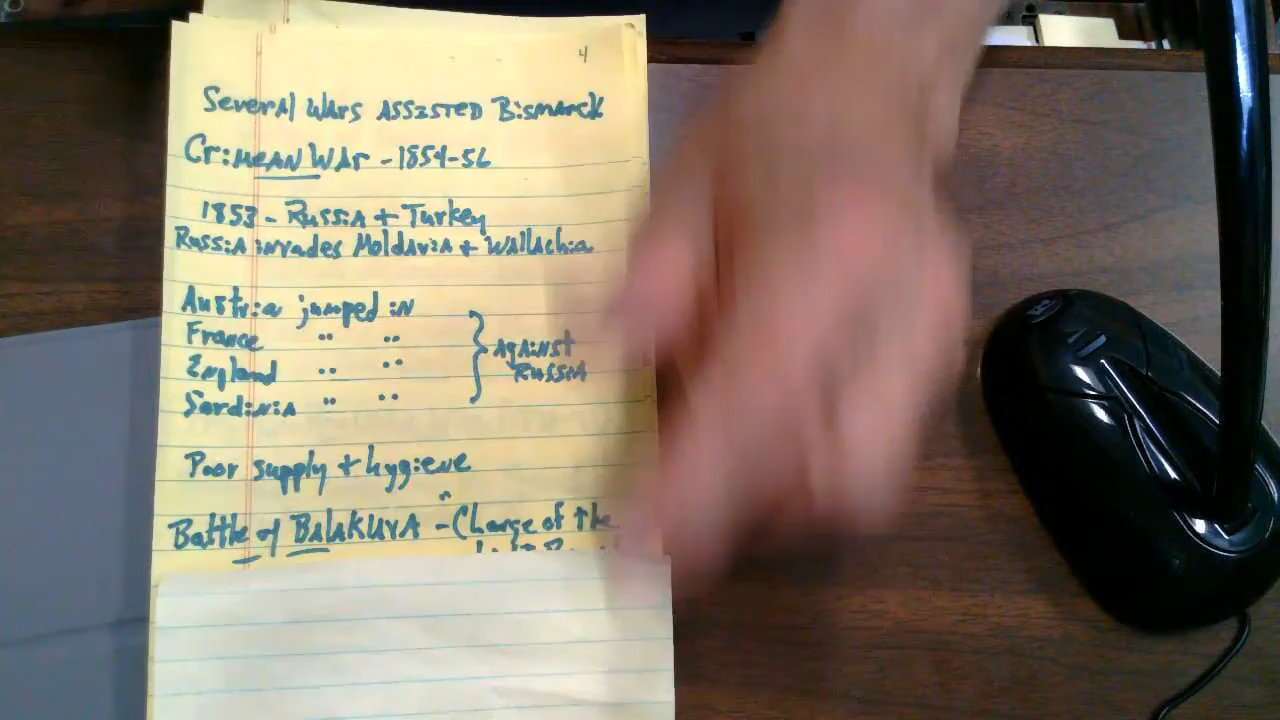 4
Several Wars Assisted Bismarck
Crimean War - 1854-56
1853 - Russia + Turkey
Russia invades Moldavia + Wallachia
Austria jumped in
France " "
England " "
Sardinia " "
} Against Russia
Poor supply + hygiene
Battle of BALAKUVA - Charge of the